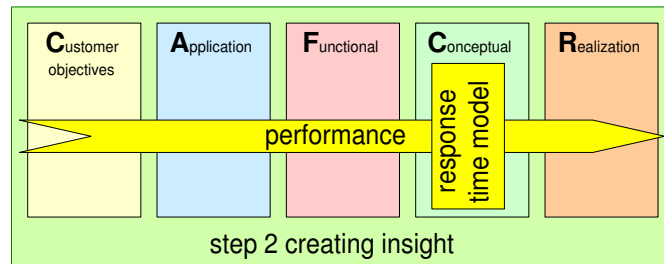 Customer
objectives
Application
Functional
Conceptual
Realization
performance
response
time model
step 2 creating insight